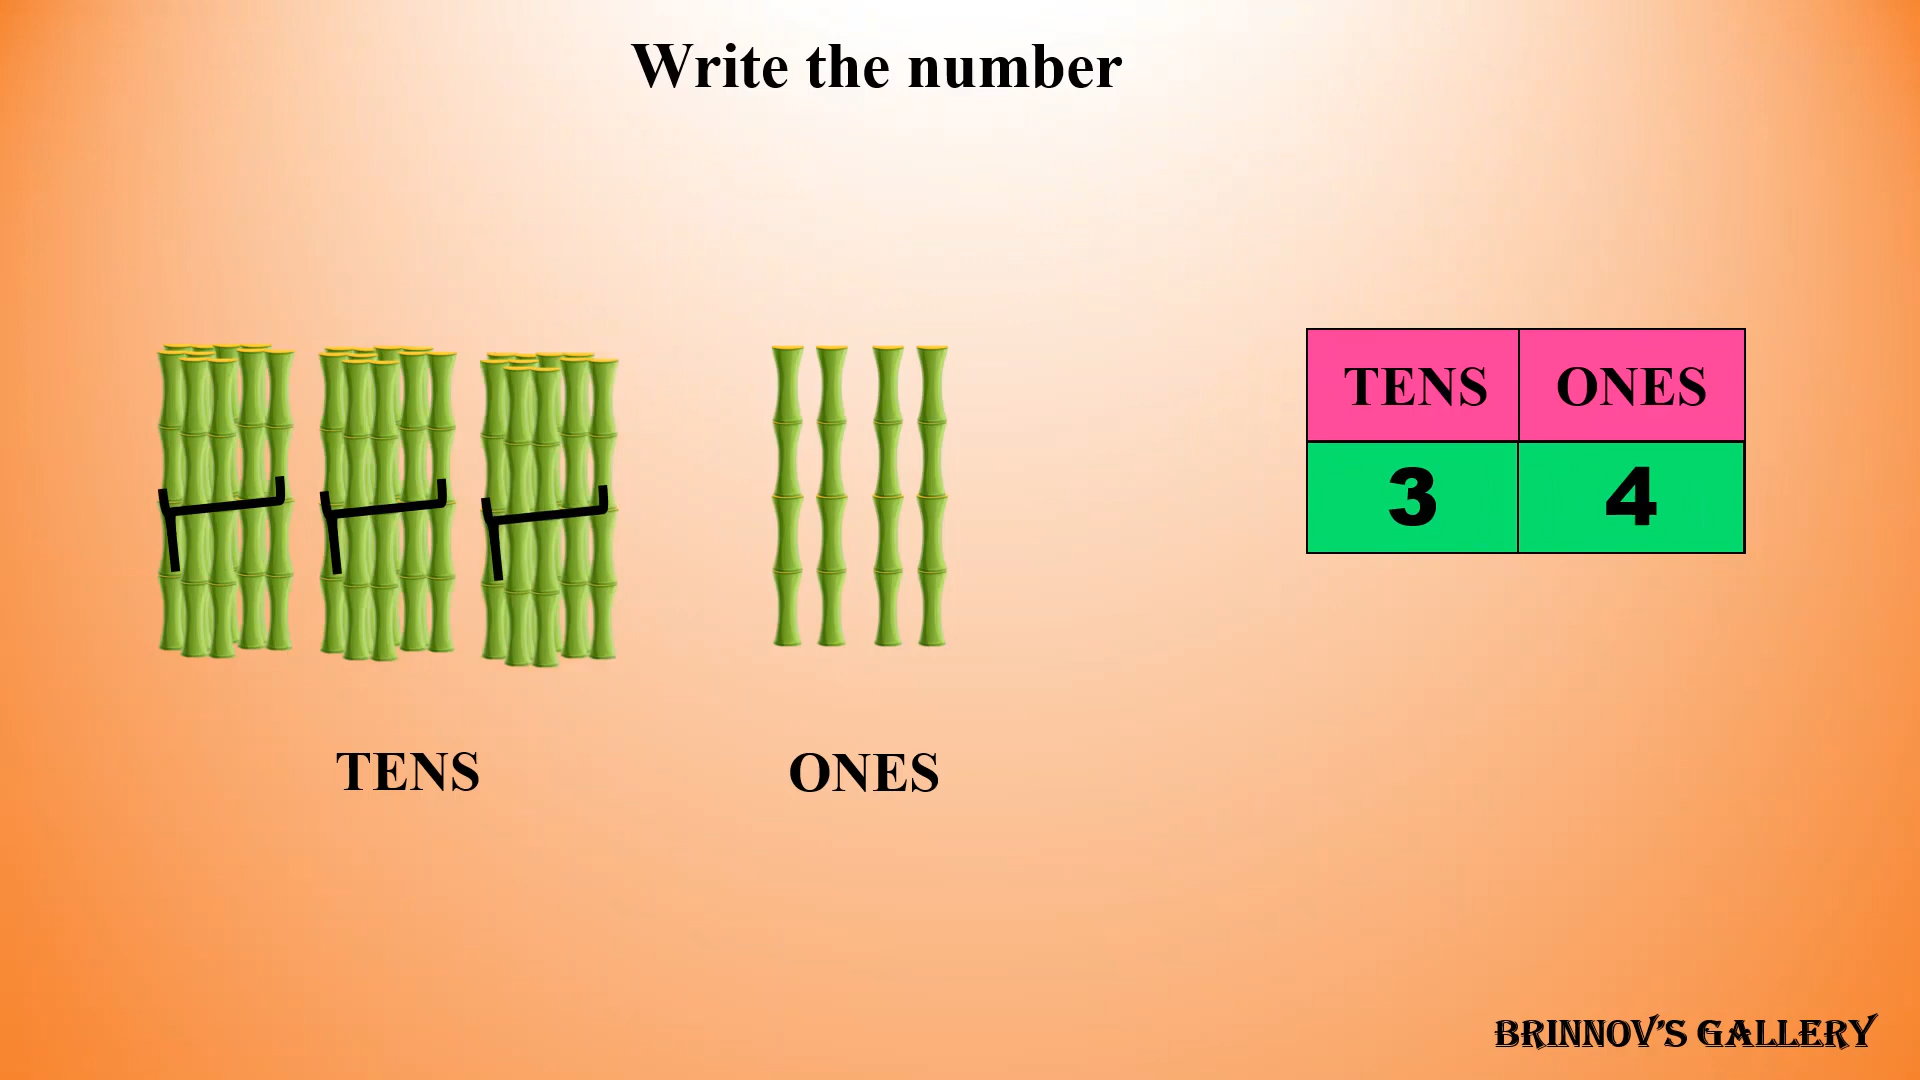 Write the number
TENS ONES
3 4
TENS ONES
BRINNOV'S GALLERY